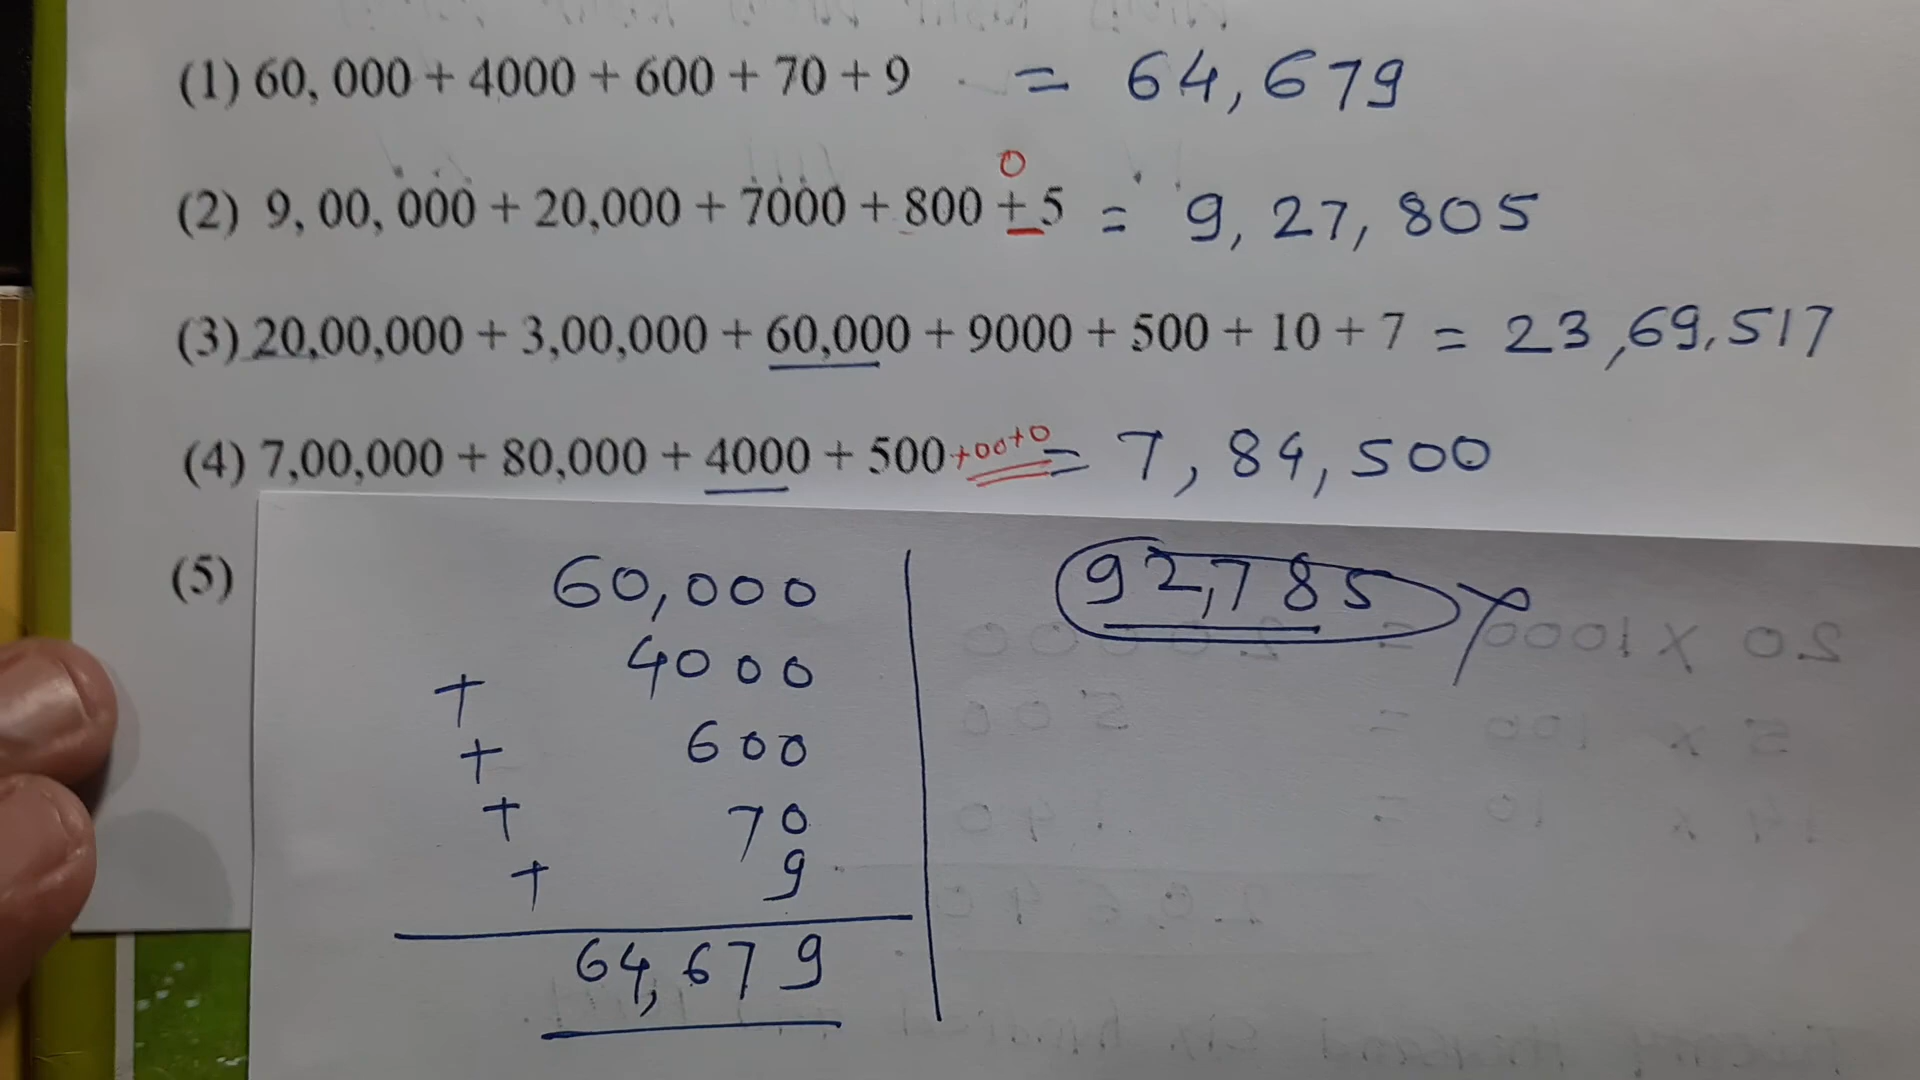 (1) 60, 000 + 4000 + 600 + 70 + 9 = 64,679
0
(2) 9, 00, 000 + 20,000 + 7000 + 800 + 5 = 9, 27, 805
(3) 20,00,000 + 3,00,000 + 60,000 + 9000 + 500 + 10 + 7 = 23,69,517
(4) 7,00,000 + 80,000 + 4000 + 500 +00+0 = 7, 84, 500
(5)
60,000
+ 4000
+ 600
+ 70
+ 9
64,679
92,785